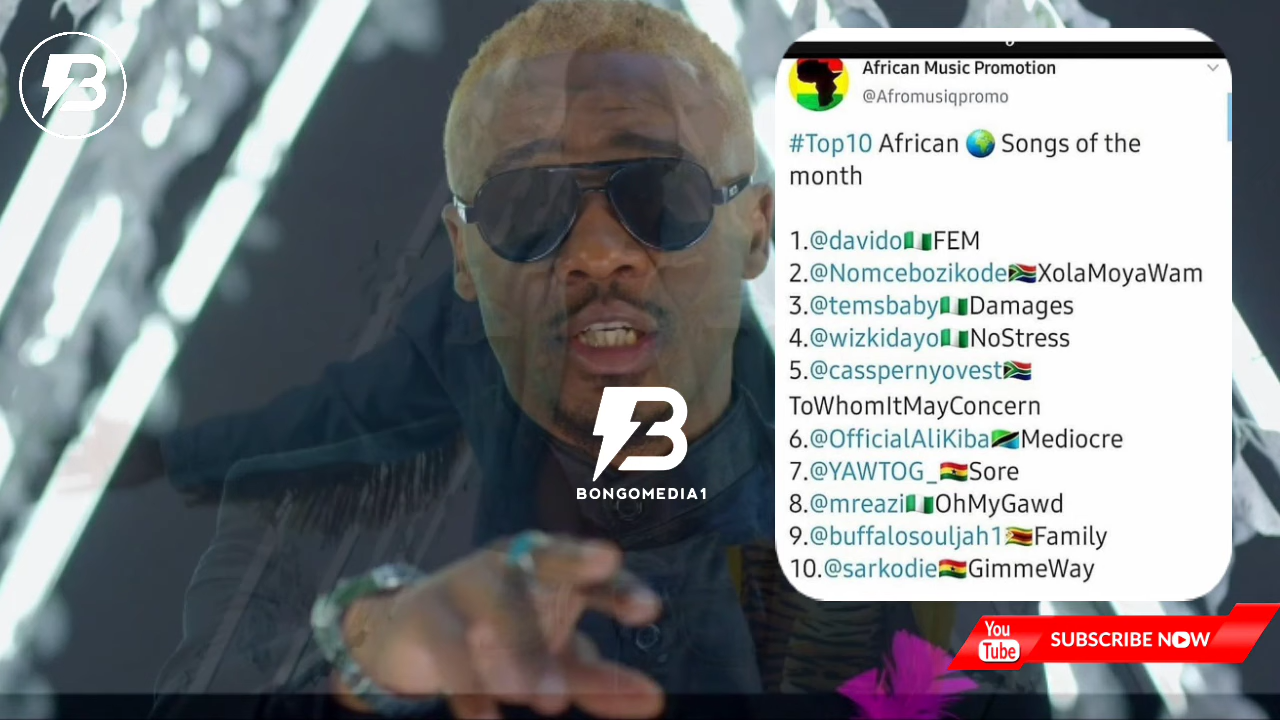 B
African Music Promotion
@Afromusiqpromo
#Top10 African 🌍 Songs of the
month
1.@davido🇳🇬FEM
2.@Nomcebozikode🇿🇦XolaMoyaWam
3.@temsbaby🇳🇬Damages
4.@wizkidayo🇳🇬NoStress
5.@casspernyovest🇿🇦
ToWhomItMayConcern
6.@OfficialAliKiba🇹🇿Mediocre
7.@YAWTOG_🇬🇭Sore
8.@mreazi🇳🇬OhMyGawd
9.@buffalosouljah1🇿🇼Family
10.@sarkodie🇬🇭GimmeWay
B
BONGOMEDIA1
You
Tube
SUBSCRIBE NOW